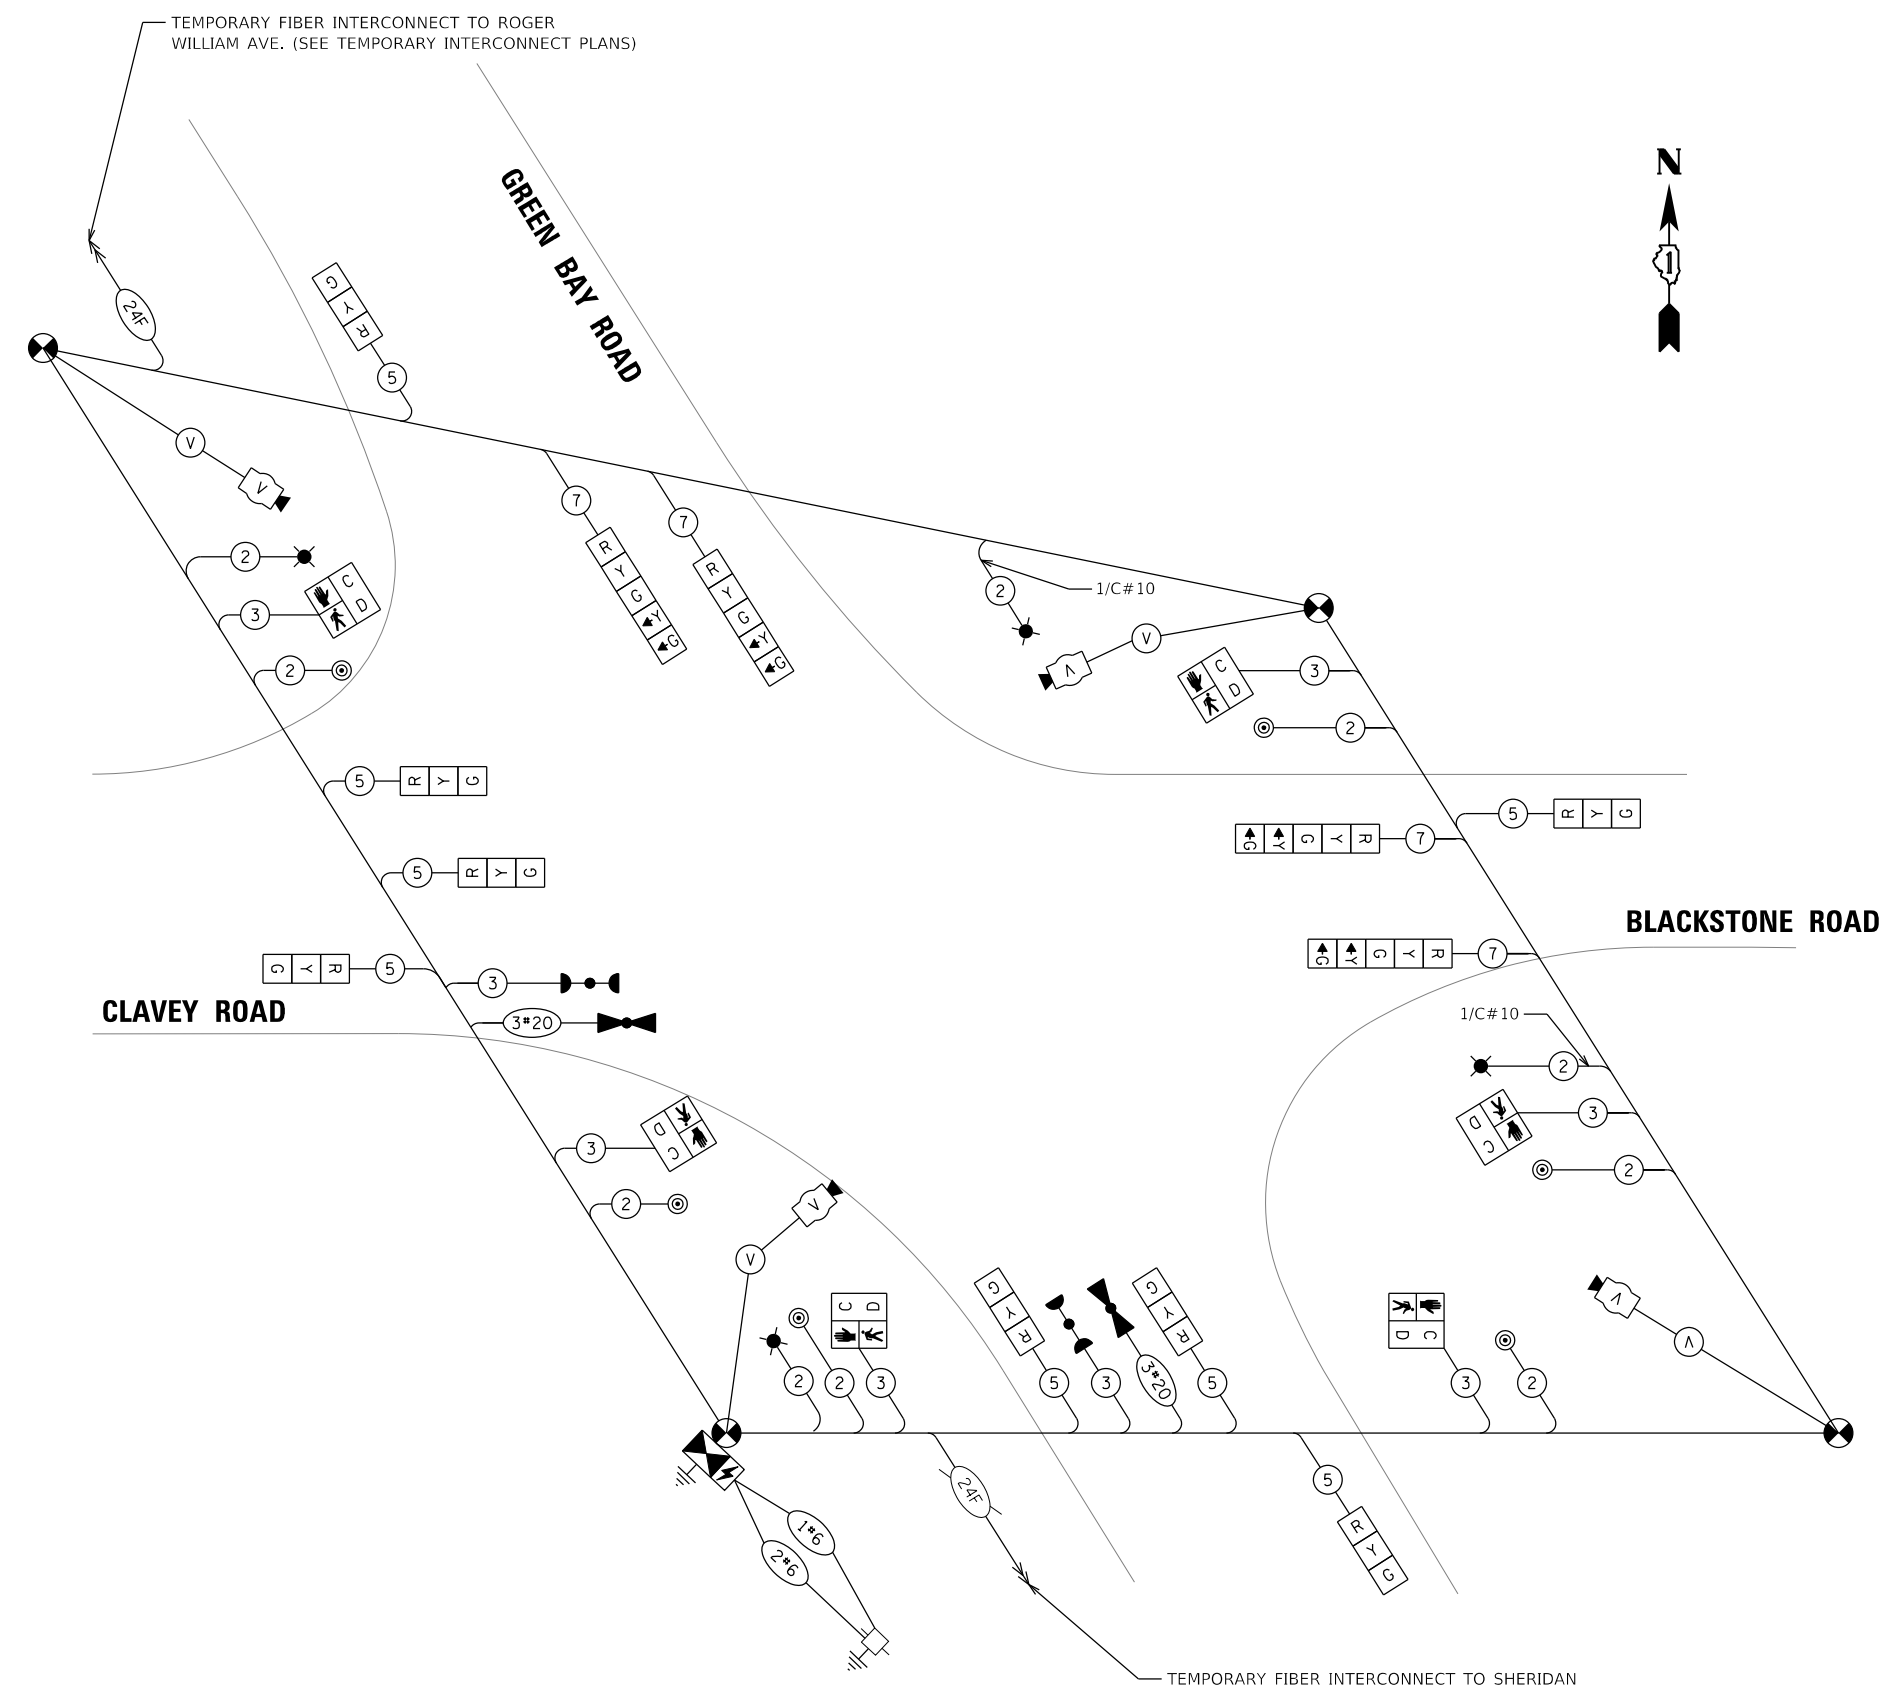 TEMPORARY FIBER INTERCONNECT TO ROGER
WILLIAM AVE. (SEE TEMPORARY INTERCONNECT PLANS)
N
1
GREEN BAY ROAD
24F
G Y R
5
V
V
7
R Y G Y G
7
R Y G Y G
2
3
C
D
2
1/C#10
2
V
V
3
C
D
2
5
R Y G
5
R Y G
7
G Y G Y R
5
R Y G
BLACKSTONE ROAD
7
G Y G Y R
G Y R
5
3
CLAVEY ROAD
3#20
1/C#10
2
3
D
C
2
3
D
C
2
V
V
2
2
3
C D
G Y R
5
3
3#20
G Y R
5
D C
3
2
V
V
24F
5
R Y G
1#6
2#6
TEMPORARY FIBER INTERCONNECT TO SHERIDAN